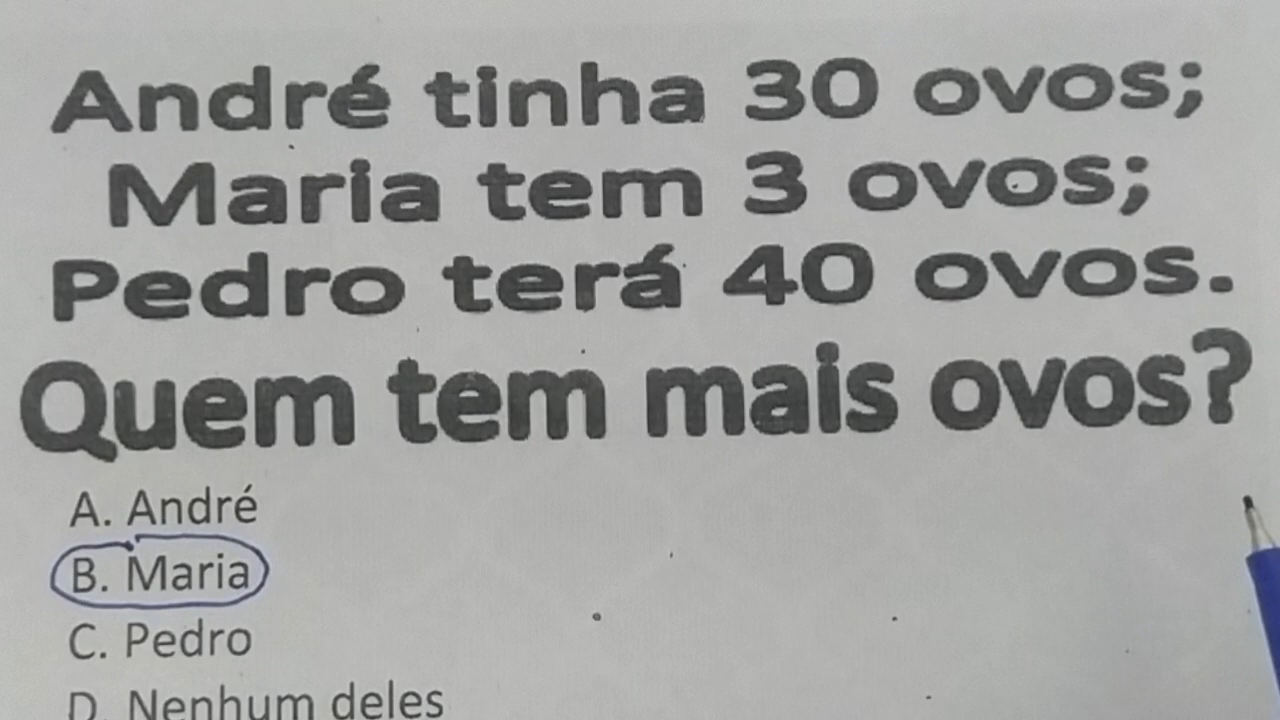 André tinha 30 ovos;
Maria tem 3 ovos;
Pedro terá 40 ovos.
Quem tem mais ovos?
A. André
B. Maria
C. Pedro
D. Nenhum deles